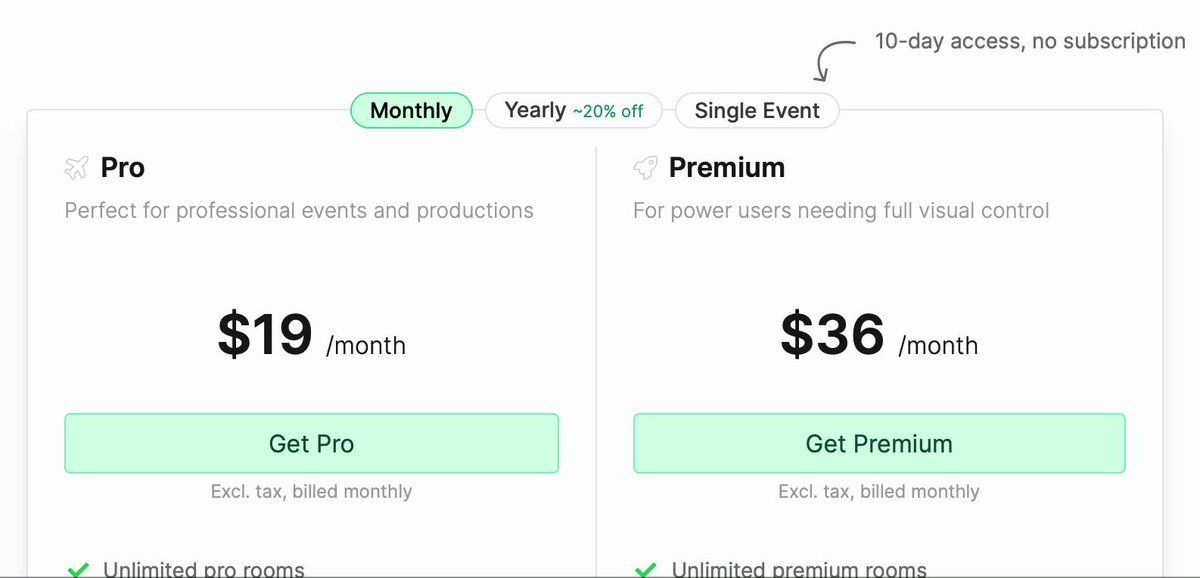 10-day access, no subscription
Monthly
Yearly ~20% off
Single Event
Pro
Perfect for professional events and productions
$19 /month
Get Pro
Excl. tax, billed monthly
Unlimited pro rooms
Premium
For power users needing full visual control
$36 /month
Get Premium
Excl. tax, billed monthly
Unlimited premium rooms